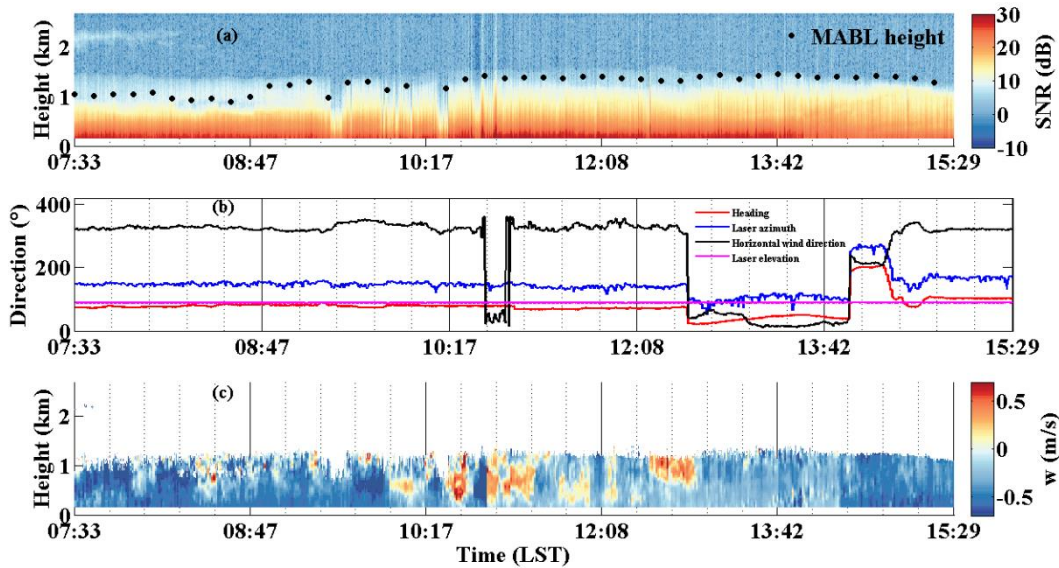 (a)
MABL height
Height (km)
2
1
0
07:33 08:47 10:17 12:08 13:42 15:29
30
20
10
0
-10
SNR (dB)
(b)
Heading
Laser azimuth
Horizontal wind direction
Laser elevation
Direction (°)
400
200
0
07:33 08:47 10:17 12:08 13:42 15:29
(c)
Height (km)
2
1
0
07:33 08:47 10:17 12:08 13:42 15:29
Time (LST)
0.5
0
-0.5
w (m/s)